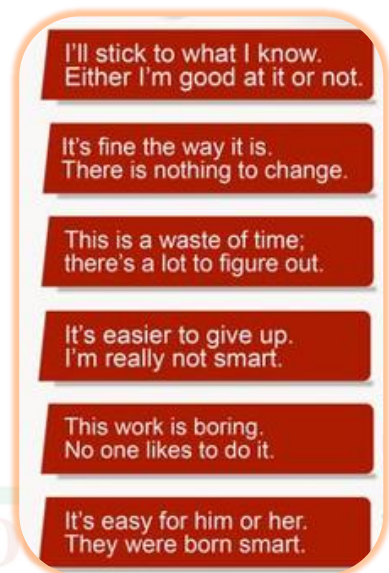 I'll stick to what I know.
Either I'm good at it or not.
It's fine the way it is.
There is nothing to change.
This is a waste of time;
there's a lot to figure out.
It's easier to give up.
I'm really not smart.
This work is boring.
No one likes to do it.
It's easy for him or her.
They were born smart.